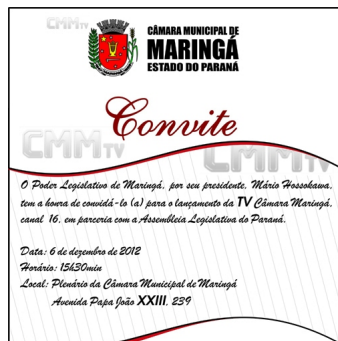 CMMTV
CÂMARA MUNICIPAL DE
MARINGÁ
ESTADO DO PARANÁ
Convite
CMMTV CMMTV
O Poder Legislativo de Maringá, por seu presidente, Mário Hossokawa,
tem a honra de convidá-lo (a) para o lançamento da TV Câmara Maringá,
canal 16, em parceria com a Assembleia Legislativa do Paraná.
Data: 6 de dezembro de 2012
Horário: 15h30min
Local: Plenário da Câmara Municipal de Maringá
Avenida Papa João XXIII, 239